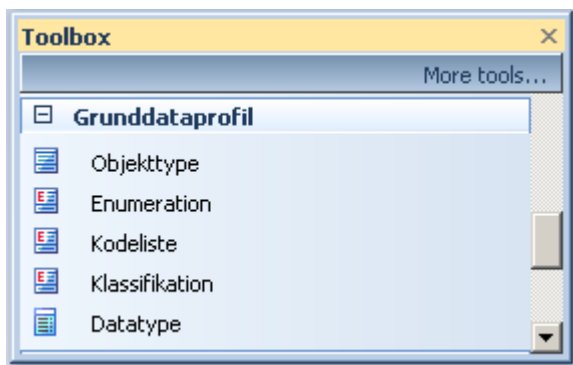 Toolbox
More tools...
Grunddataprofil
Objekttype
Enumeration
Kodeliste
Klassifikation
Datatype